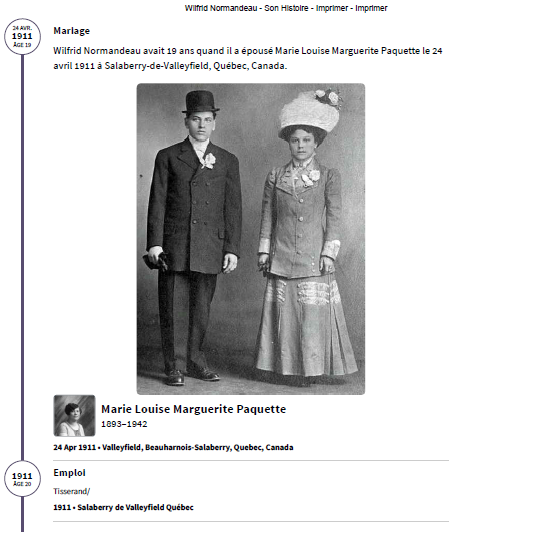 Wilfrid Normandeau - Son Histoire - Imprimer - Imprimer
24 AVR.
1911
ÂGE 19
Mariage
Wilfrid Normandeau avait 19 ans quand il a épousé Marie Louise Marguerite Paquette le 24
avril 1911 à Salaberry-de-Valleyfield, Québec, Canada.
Marie Louise Marguerite Paquette
1893–1942
24 Apr 1911 • Valleyfield, Beauharnois-Salaberry, Quebec, Canada
1911
ÂGE 20
Emploi
Tisserand/
1911 • Salaberry de Valleyfield Québec